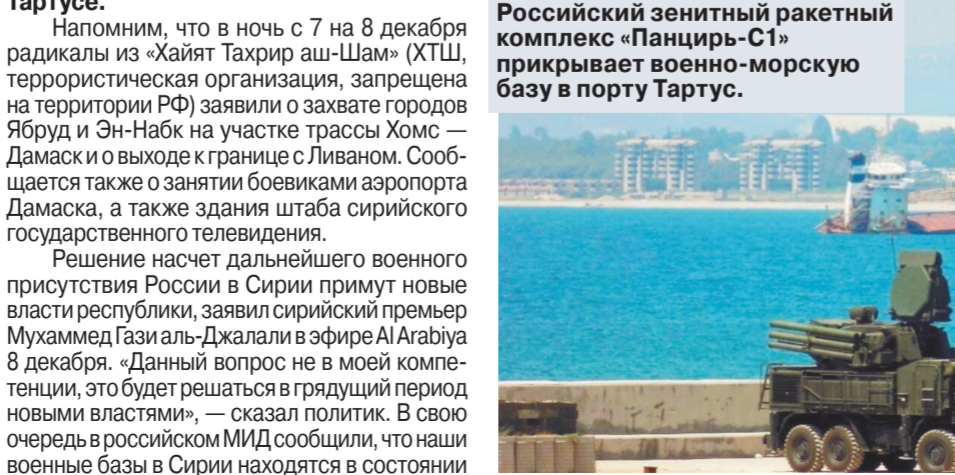 Тартусе.
Напомним, что в ночь с 7 на 8 декабря
радикалы из «Хайят Тахрир аш-Шам» (ХТШ,
террористическая организация, запрещена
на территории РФ) заявили о захвате городов
Ябруд и Эн-Набк на участке трассы Хомс —
Дамаск и о выходе к границе с Ливаном. Сооб-
щается также о занятии боевиками аэропорта
Дамаска, а также здания штаба сирийского
государственного телевидения.
Решение насчет дальнейшего военного
присутствия России в Сирии примут новые
власти республики, заявил сирийский премьер
Мухаммед Гази аль-Джалали в эфире Al Arabiya
8 декабря. «Данный вопрос не в моей компе-
тенции, это будет решаться в грядущий период
новыми властями», — сказал политик. В свою
очередь в российском МИД сообщили, что наши
военные базы в Сирии находятся в состоянии
Российский зенитный ракетный
комплекс «Панцирь-С1»
прикрывает военно-морскую
базу в порту Тартус.